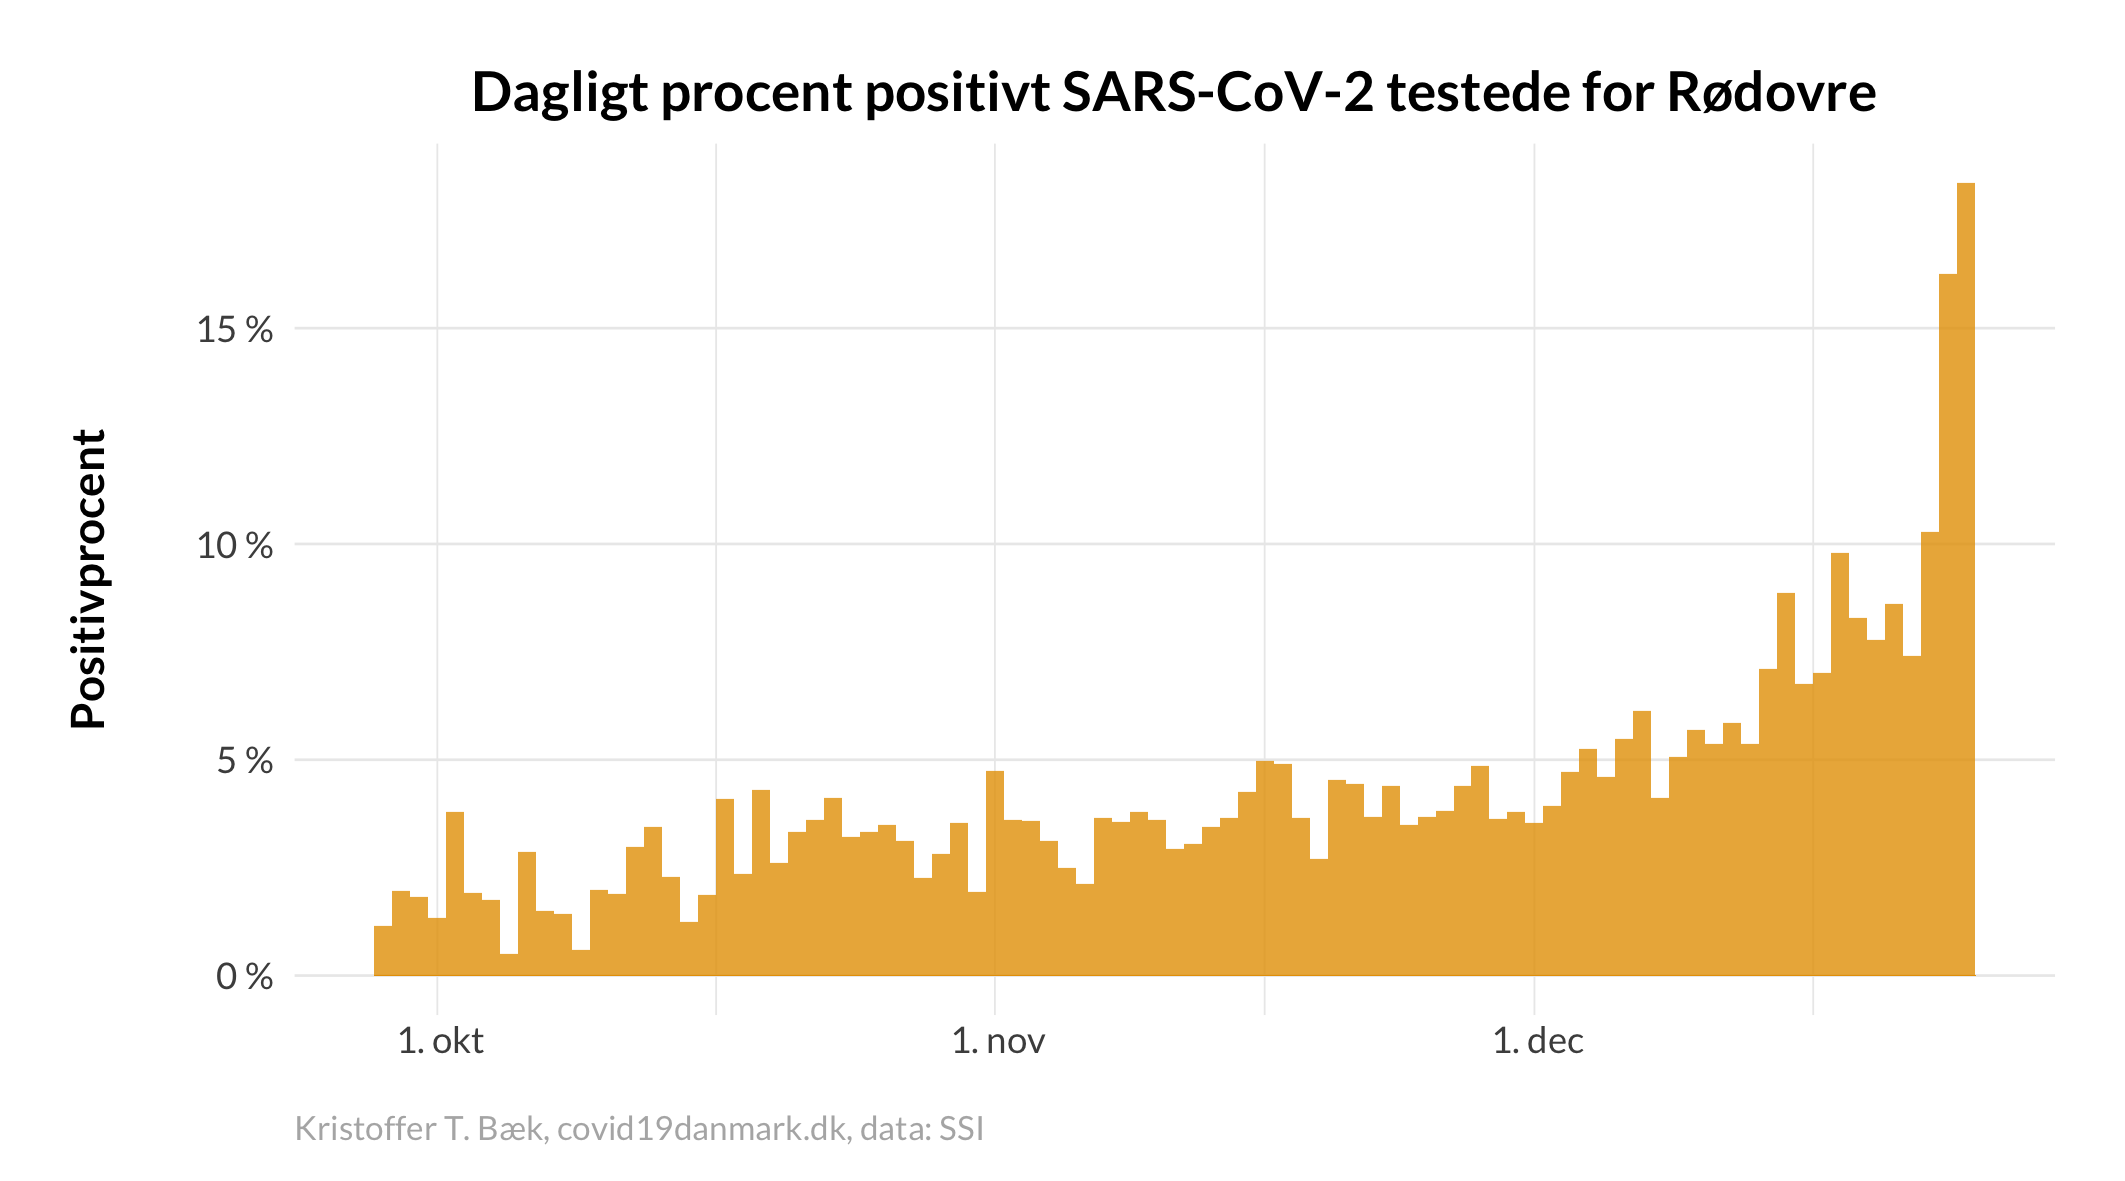 Dagligt procent positivt SARS-CoV-2 testede for Rødovre
Positivprocent
15 %
10 %
5 %
0 %
1. okt
1. nov
1. dec
Kristoffer T. Bæk, covid19danmark.dk, data: SSI